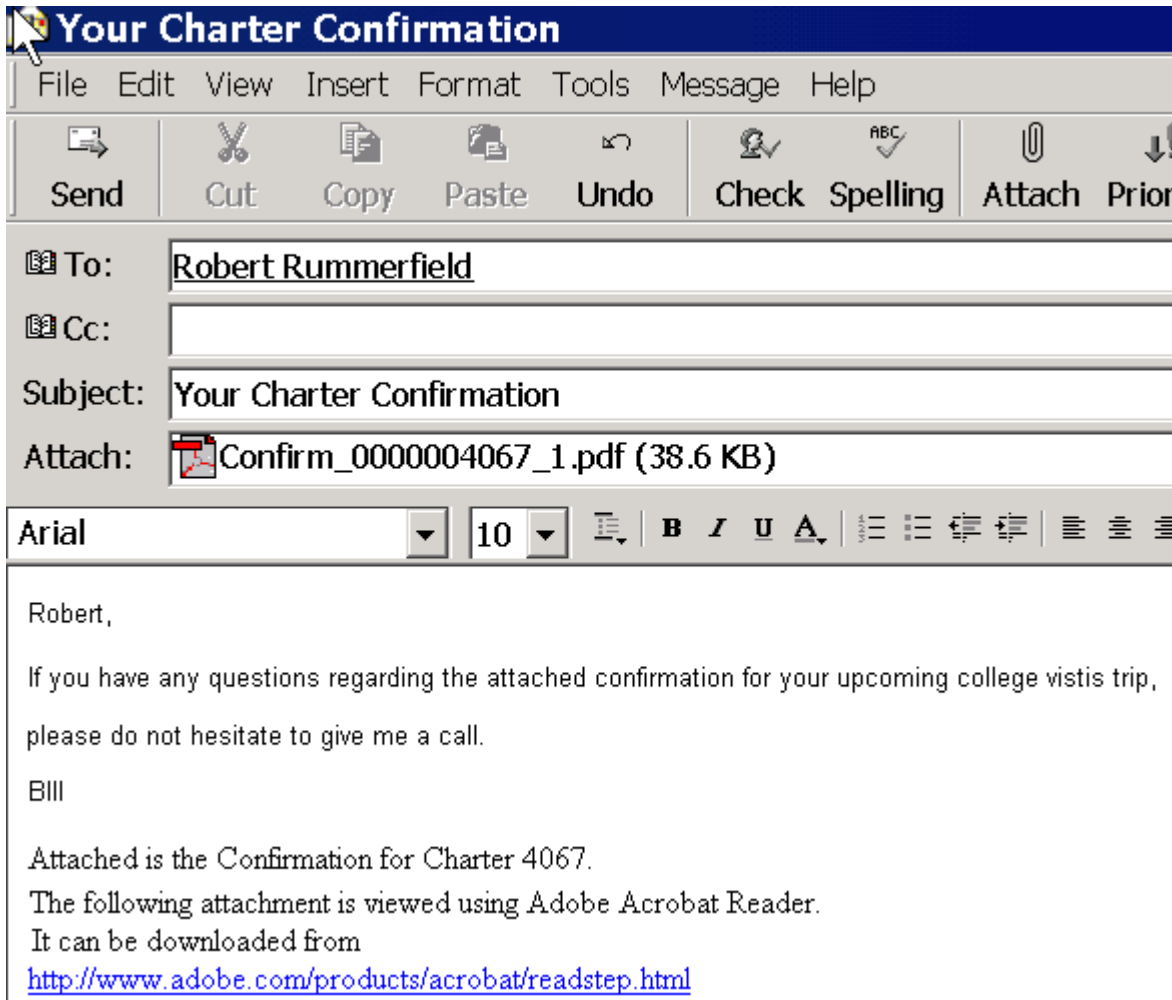 Your Charter Confirmation
File Edit View Insert Format Tools Message Help
ABC
Send Cut Copy Paste Undo Check Spelling Attach Prior
To: Robert Rummerfield
Cc:
Subject: Your Charter Confirmation
Attach: Confirm_0000004067_1.pdf (38.6 KB)
Arial 10 B I U A
Robert,
If you have any questions regarding the attached confirmation for your upcoming college vistis trip,
please do not hesitate to give me a call.
BIll
Attached is the Confirmation for Charter 4067.
The following attachment is viewed using Adobe Acrobat Reader.
It can be downloaded from
http://www.adobe.com/products/acrobat/readstep.html